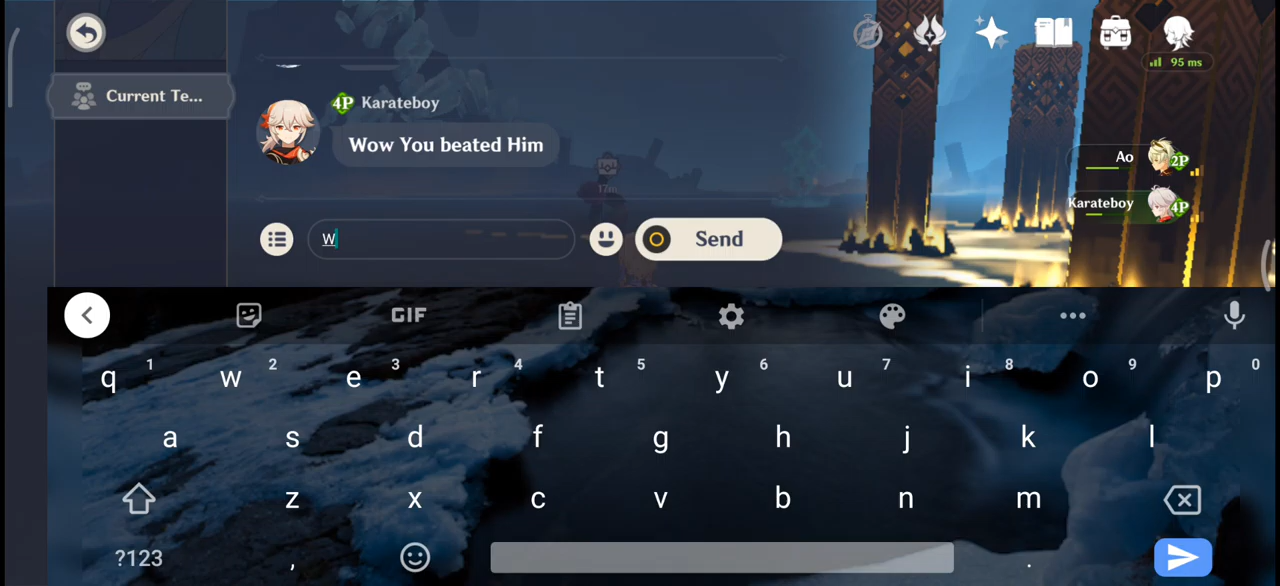 95 ms
Current Te...
4P Karateboy
Wow You beated Him
17m
Ao 2P
Karateboy 4P
W
Send
GIF
q 1 w 2 e 3 r 4 t 5 y 6 u 7 i 8 o 9 p 0
a s d f g h j k l
z x c v b n m
?123 , .